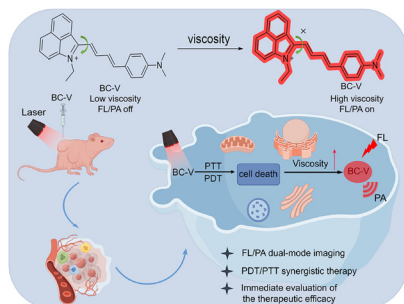 N
N
+
viscosity
×
N
N
+
BC-V
Low viscosity
FL/PA off
BC-V
High viscosity
FL/PA on
Laser
BC-V
BC-V
PTT
PDT
cell death
Viscosity
BC-V
FL
PA
FL/PA dual-mode imaging
PDT/PTT synergistic therapy
Immediate evaluation of
the therapeutic efficacy